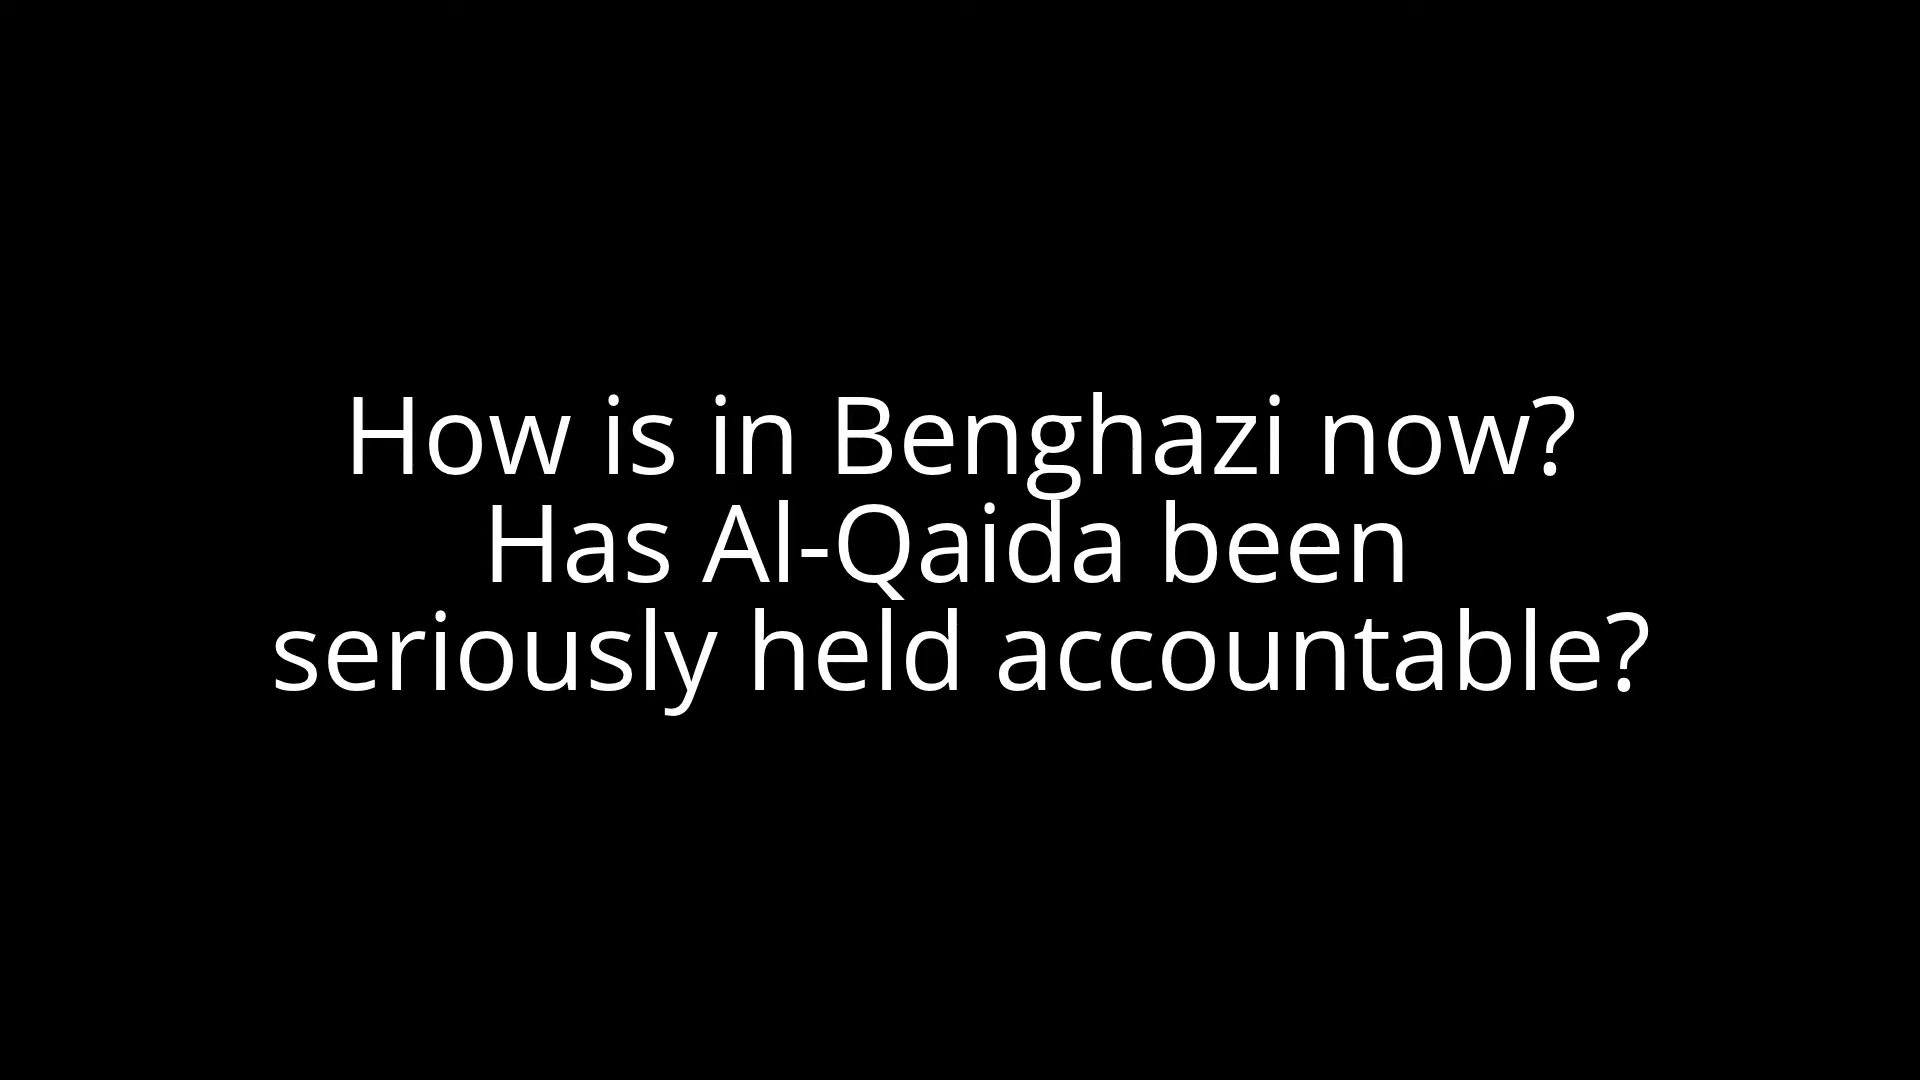 How is in Benghazi now?
Has Al-Qaida been
seriously held accountable?